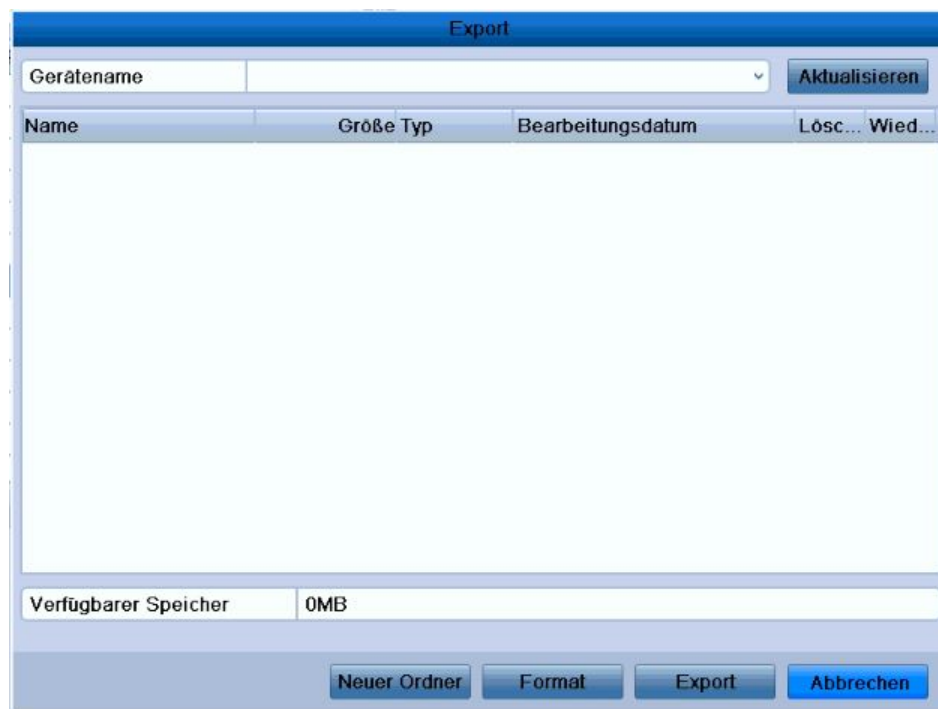 Export
Gerätename Aktualisieren
Name Größe Typ Bearbeitungsdatum Lösc... Wied...
Verfügbarer Speicher 0MB
Neuer Ordner Format Export Abbrechen